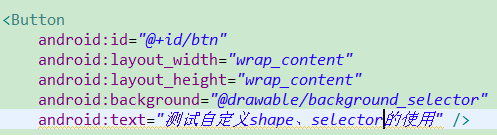 <Button
android:id="@+id/btn"
android:layout_width="wrap_content"
android:layout_height="wrap_content"
android:background="@drawable/background_selector"
android:text="测试自定义shape、selector的使用" />